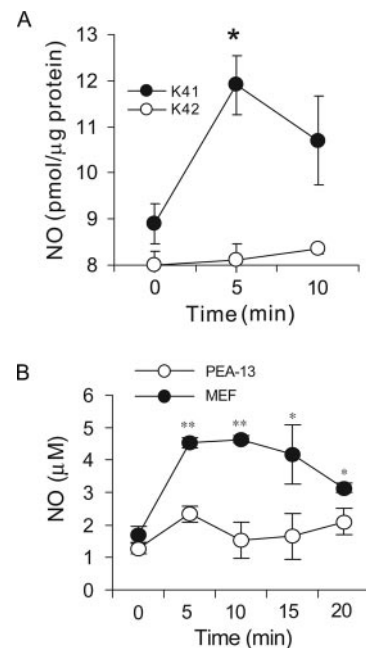 A
NO (pmol/μg protein)
13
12
11
10
9
8
*
K41
K42
0 5 10
Time (min)
B
PEA-13
MEF
NO (μM)
6
5
4
3
2
1
0
** ** * *
0 5 10 15 20
Time (min)